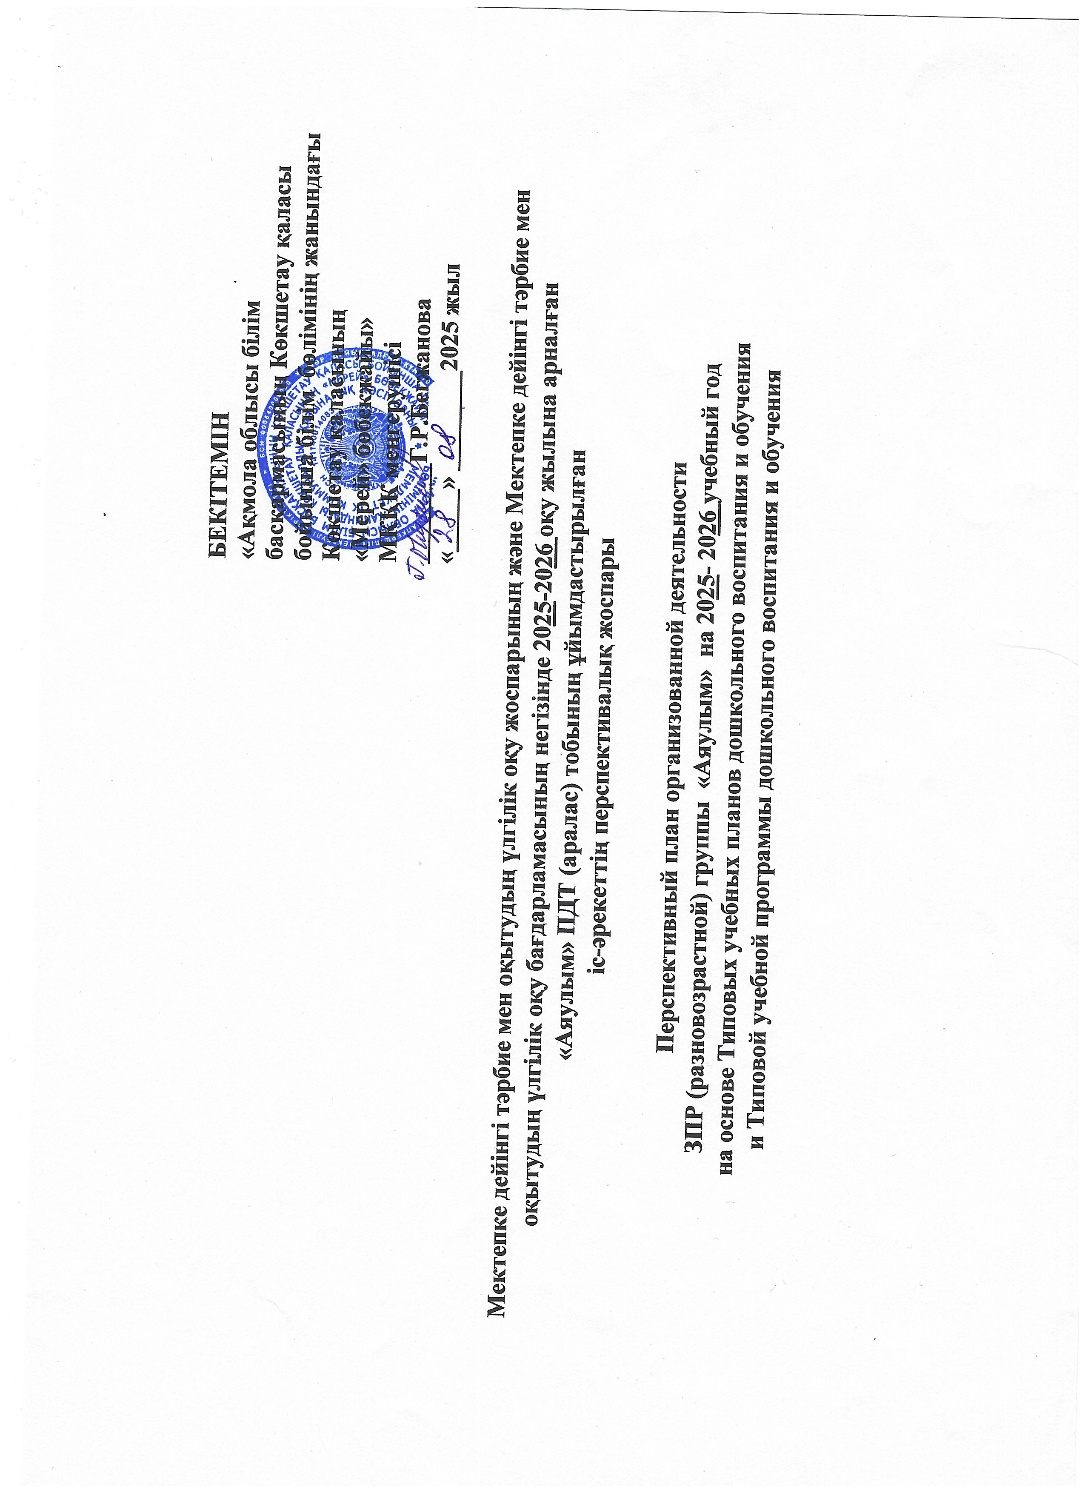 БЕКІТЕМІН
«Ақмола облысы білім
басқармасының Көкшетау қаласы
бойынша білім бөлімінің жанындағы
Көкшетау қаласының
«Мерей» бөбекжайы»
МКҚК меңгерушісі
Г.Р.Бегжанова
« 28 » 08 2025 жыл
Мектепке дейінгі тәрбие мен оқытудың үлгілік оқу жоспарының және Мектепке дейінгі тәрбие мен
оқытудың үлгілік оқу бағдарламасының негізінде 2025-2026 оқу жылына арналған
«Аяулым» ПДТ (аралас) тобының ұйымдастырылған
іс-әрекеттің перспективалық жоспары
Перспективный план организованной деятельности
ЗПР (разновозрастной) группы «Аяулым» на 2025- 2026 учебный год
на основе Типовых учебных планов дошкольного воспитания и обучения
и Типовой учебной программы дошкольного воспитания и обучения